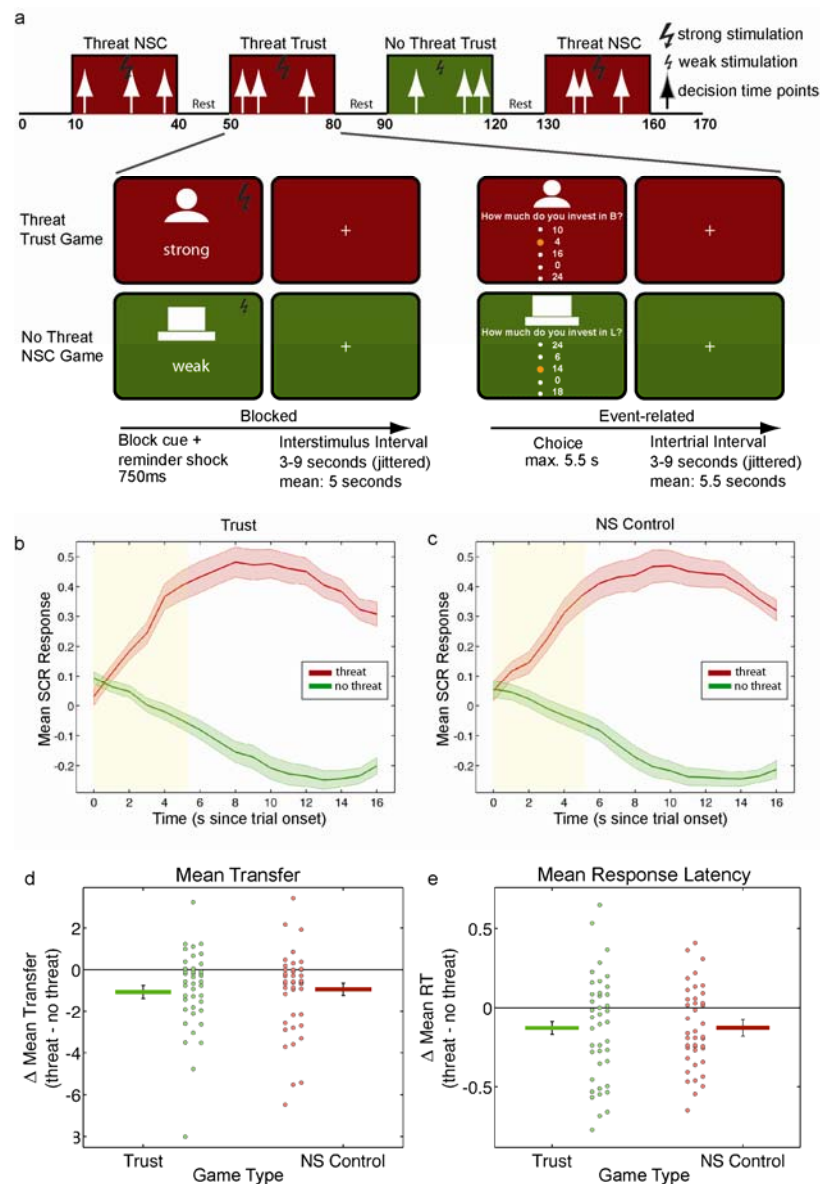 a
Threat NSC Threat Trust No Threat Trust Threat NSC
strong stimulation
weak stimulation
decision time points
Rest Rest Rest
0 10 40 50 80 90 120 130 160 170
Threat
Trust Game
strong
+
How much do you invest in B?
10
4
16
0
24
+
No Threat
NSC Game
weak
+
How much do you invest in L?
24
6
14
0
18
+
Blocked
Event-related
Block cue +
reminder shock
750ms
Interstimulus Interval
3-9 seconds (jittered)
mean: 5 seconds
Choice
max. 5.5 s
Intertrial Interval
3-9 seconds (jittered)
mean: 5.5 seconds
b
Trust
Mean SCR Response
0.5
0.4
0.3
0.2
0.1
0
-0.1
-0.2
threat
no threat
0 2 4 6 8 10 12 14 16
Time (s since trial onset)
c
NS Control
Mean SCR Response
0.5
0.4
0.3
0.2
0.1
0
-0.1
-0.2
threat
no threat
0 2 4 6 8 10 12 14 16
Time (s since trial onset)
d
Mean Transfer
Δ Mean Transfer
(threat - no threat)
2
0
-2
-4
-6
3
Trust NS Control
Game Type
e
Mean Response Latency
Δ Mean RT
(threat - no threat)
0.5
0
-0.5
Trust NS Control
Game Type